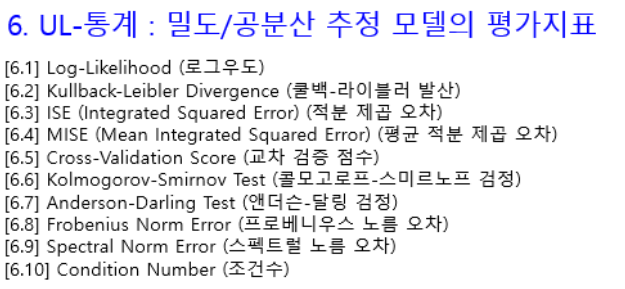 6. UL-통계 : 밀도/공분산 추정 모델의 평가지표
[6.1] Log-Likelihood (로그우도)
[6.2] Kullback-Leibler Divergence (쿨백-라이블러 발산)
[6.3] ISE (Integrated Squared Error) (적분 제곱 오차)
[6.4] MISE (Mean Integrated Squared Error) (평균 적분 제곱 오차)
[6.5] Cross-Validation Score (교차 검증 점수)
[6.6] Kolmogorov-Smirnov Test (콜모고로프-스미르노프 검정)
[6.7] Anderson-Darling Test (앤더슨-달링 검정)
[6.8] Frobenius Norm Error (프로베니우스 노름 오차)
[6.9] Spectral Norm Error (스펙트럴 노름 오차)
[6.10] Condition Number (조건수)